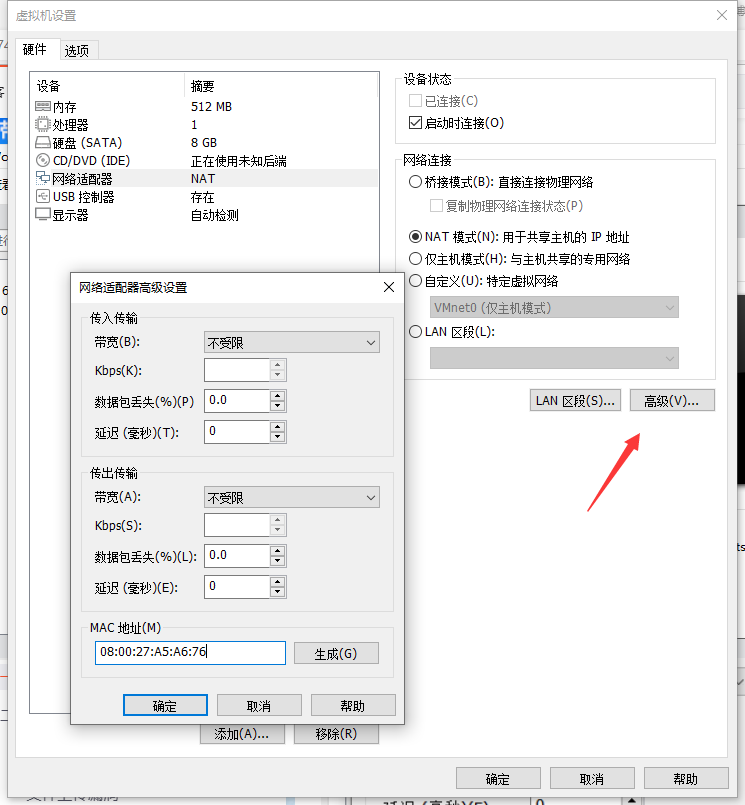 虚拟机设置
硬件 选项
设备 摘要
内存 512 MB
处理器 1
硬盘 (SATA) 8 GB
CD/DVD (IDE) 正在使用未知后端
网络适配器 NAT
USB 控制器 存在
显示器 自动检测
设备状态
已连接(C)
启动时连接(O)
网络连接
桥接模式(B): 直接连接物理网络
复制物理网络连接状态(P)
NAT 模式(N): 用于共享主机的 IP 地址
仅主机模式(H): 与主机共享的专用网络
自定义(U): 特定虚拟网络
VMnet0 (仅主机模式)
LAN 区段(L):
LAN 区段(S)... 高级(V)...
网络适配器高级设置
传入传输
带宽(B): 不受限
Kbps(K):
数据包丢失(%)(P) 0.0
延迟 (毫秒)(T): 0
传出传输
带宽(A): 不受限
Kbps(S):
数据包丢失(%)(L): 0.0
延迟 (毫秒)(E): 0
MAC 地址(M)
08:00:27:A5:A6:76 生成(G)
确定 取消 帮助
添加(A)... 移除(R)
确定 取消 帮助